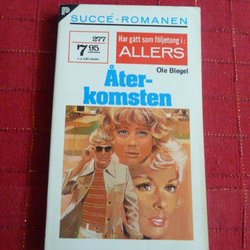 SUCCÉ-ROMANEN
277
7 95
Har gått som följetong i:
ALLERS
Ole Blegel
Åter-
komsten